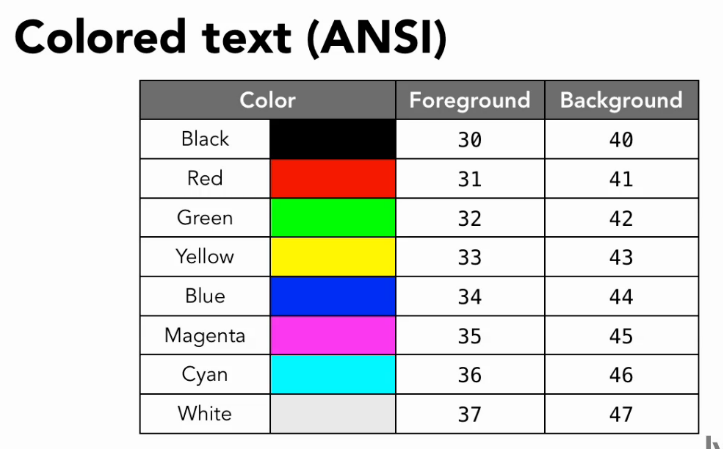 Colored text (ANSI)
Color Foreground Background
Black 30 40
Red 31 41
Green 32 42
Yellow 33 43
Blue 34 44
Magenta 35 45
Cyan 36 46
White 37 47